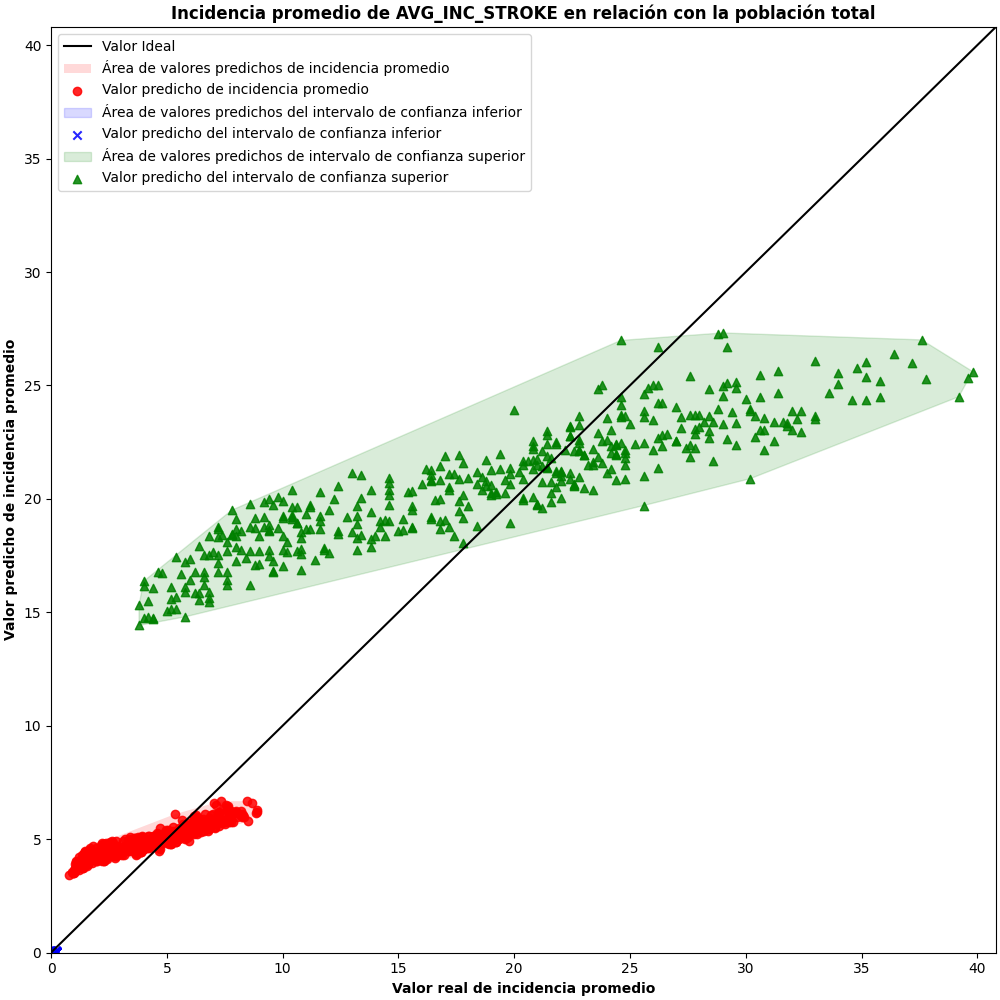 Incidencia promedio de AVG_INC_STROKE en relación con la población total
Valor Ideal
Área de valores predichos de incidencia promedio
Valor predicho de incidencia promedio
Área de valores predichos del intervalo de confianza inferior
Valor predicho del intervalo de confianza inferior
Área de valores predichos de intervalo de confianza superior
Valor predicho del intervalo de confianza superior
Valor predicho de incidencia promedio
40
35
30
25
20
15
10
5
0
0 5 10 15 20 25 30 35 40
Valor real de incidencia promedio